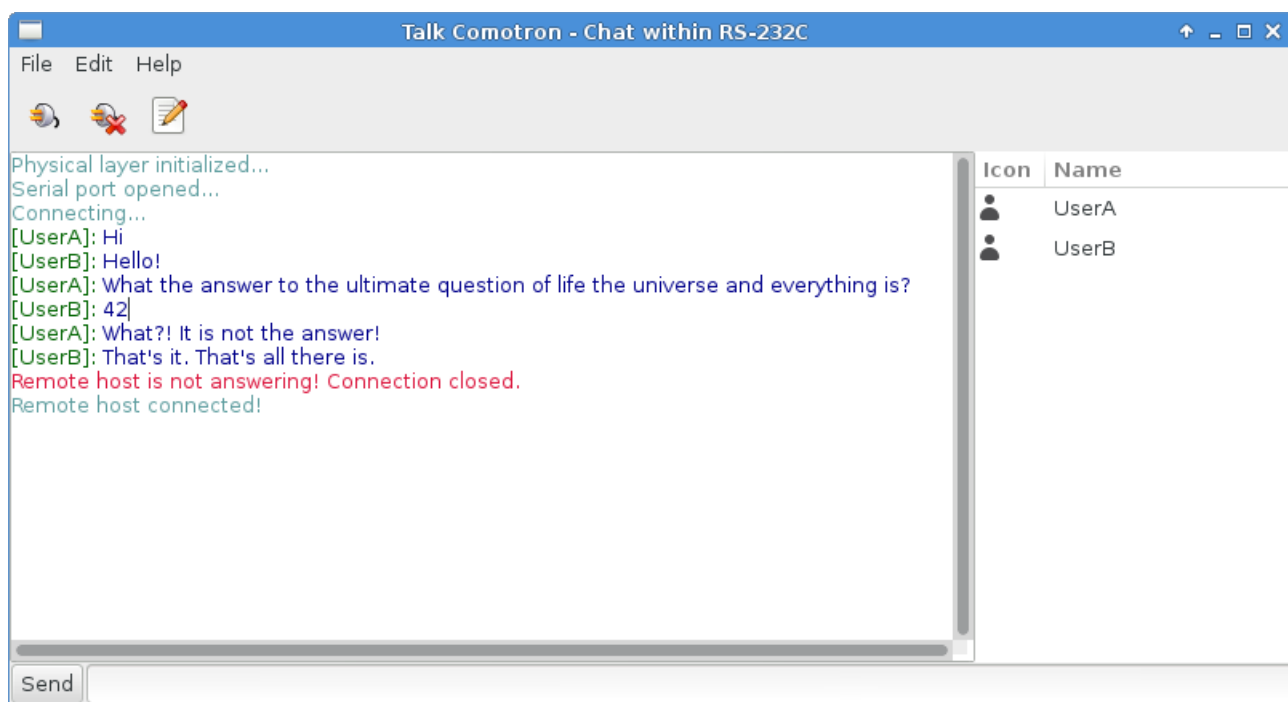 Talk Comotron - Chat within RS-232C
File Edit Help
Physical layer initialized...
Serial port opened...
Connecting...
[UserA]: Hi
[UserB]: Hello!
[UserA]: What the answer to the ultimate question of life the universe and everything is?
[UserB]: 42
[UserA]: What?! It is not the answer!
[UserB]: That's it. That's all there is.
Remote host is not answering! Connection closed.
Remote host connected!
Icon Name
UserA
UserB
Send